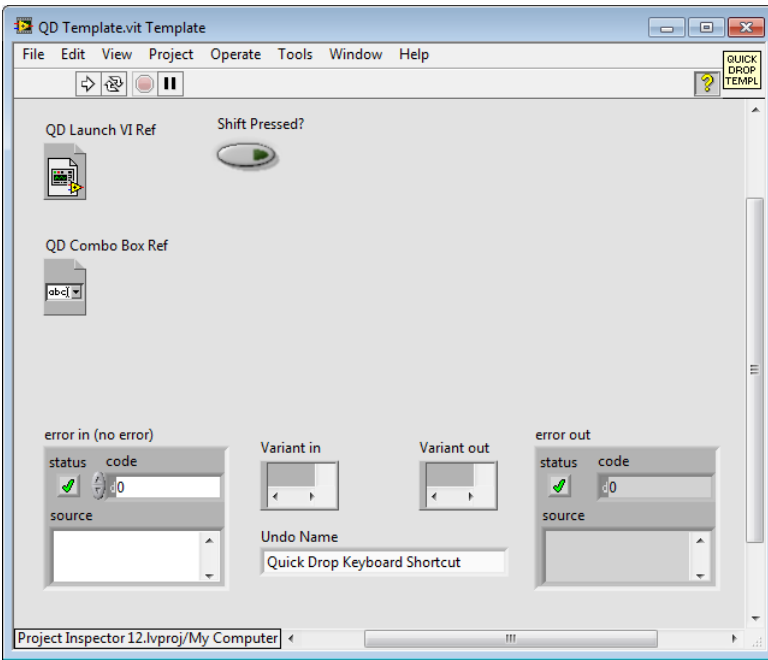 QD Template.vit Template
File Edit View Project Operate Tools Window Help
QUICK
DROP
TEMPL
?
QD Launch VI Ref
Shift Pressed?
QD Combo Box Ref
abc
error in (no error)
status code
d0
source
Variant in
Variant out
Undo Name
Quick Drop Keyboard Shortcut
error out
status code
d0
source
Project Inspector 12.lvproj/My Computer